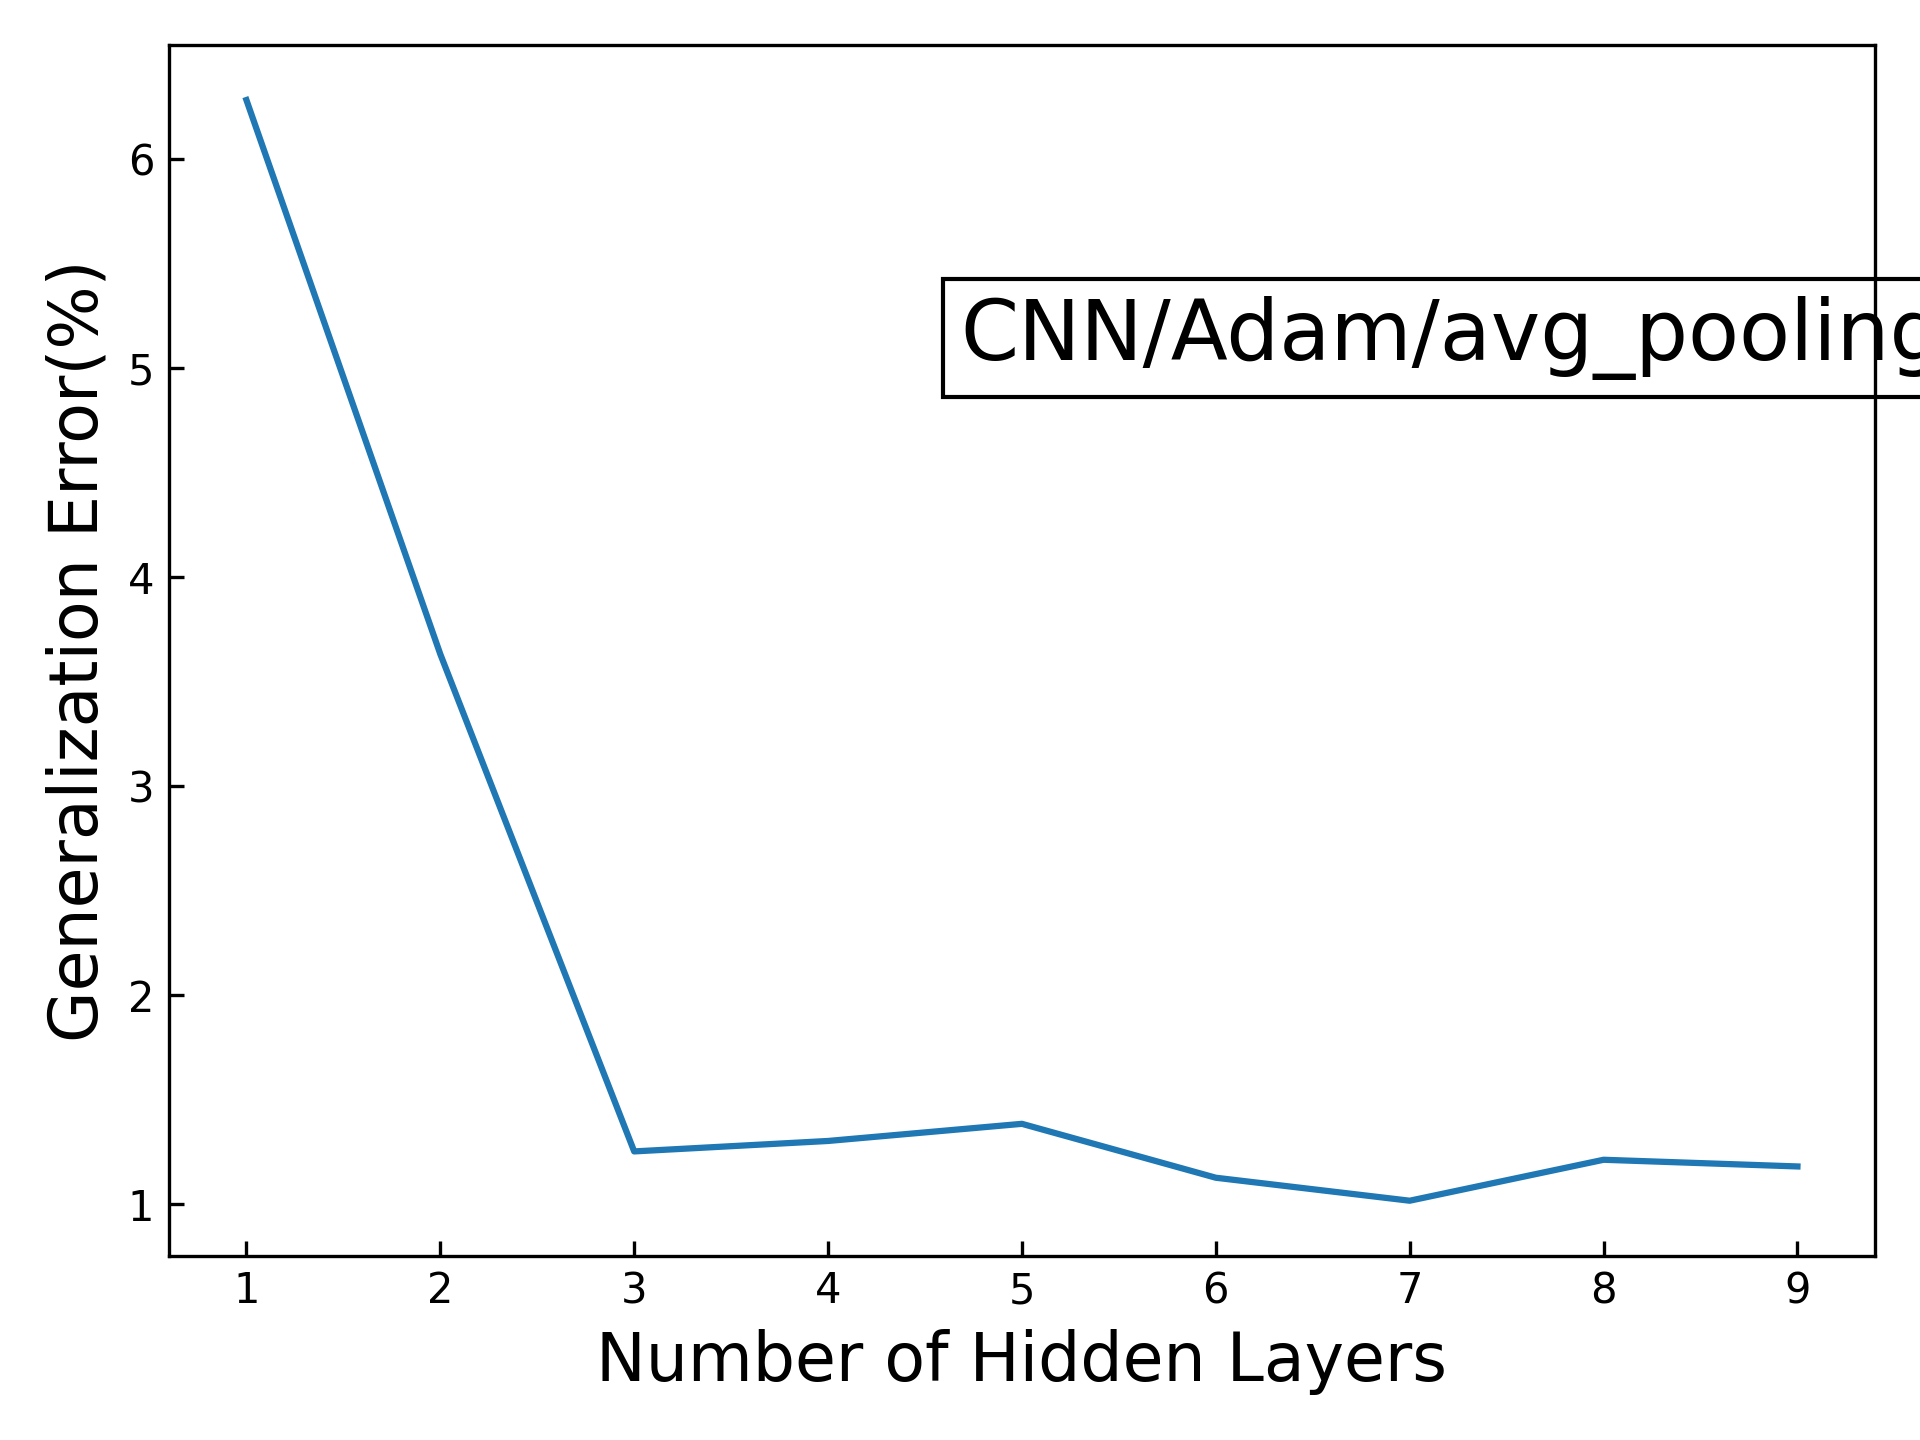 CNN/Adam/avg_pooling
Generalization Error(%)
6
5
4
3
2
1
1 2 3 4 5 6 7 8 9
Number of Hidden Layers